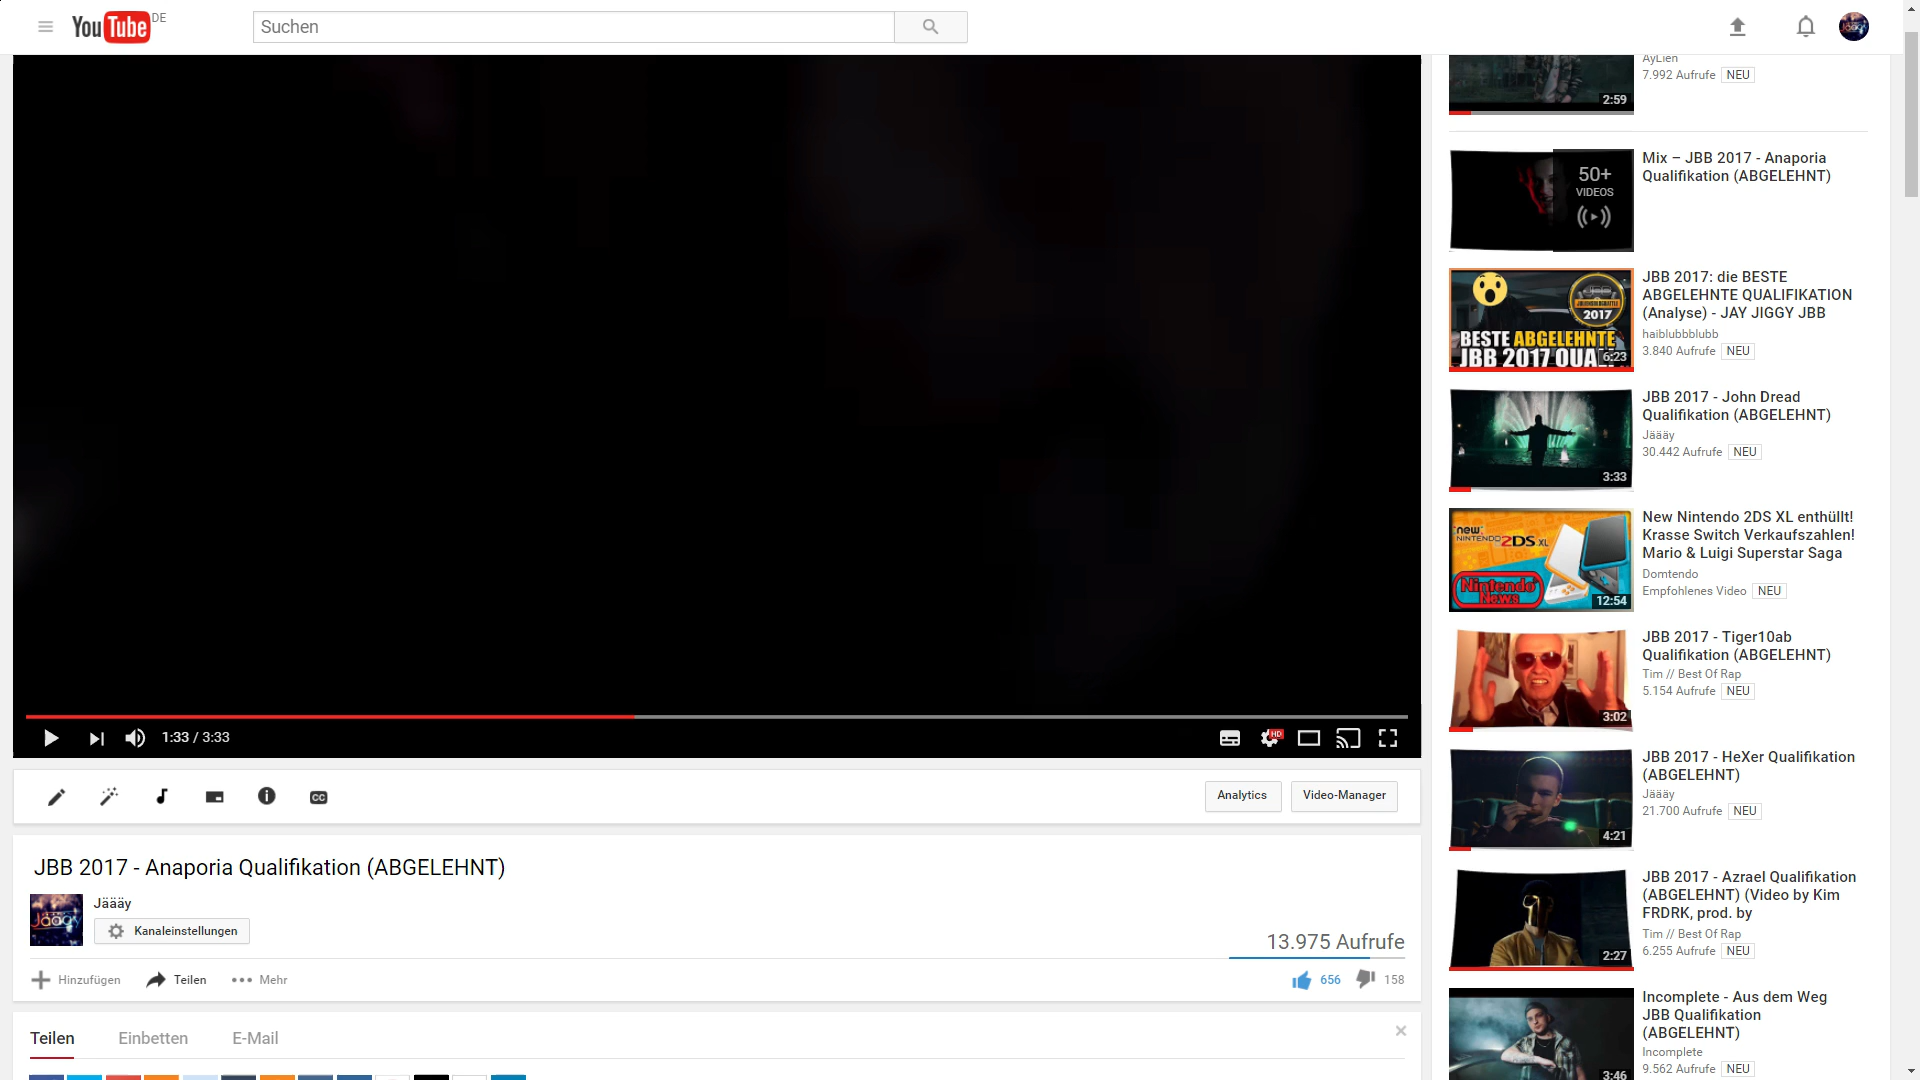 YouTube DE
Suchen
AyLien
7.992 Aufrufe NEU
2:59
50+
VIDEOS
Mix – JBB 2017 - Anaporia
Qualifikation (ABGELEHNT)
2017
BESTE ABGELEHNTE
JBB 2017 QUALI
6:23
JBB 2017: die BESTE
ABGELEHNTE QUALIFIKATION
(Analyse) - JAY JIGGY JBB
haiblubbblubb
3.840 Aufrufe NEU
3:33
JBB 2017 - John Dread
Qualifikation (ABGELEHNT)
Jäääy
30.442 Aufrufe NEU
new
NINTENDO 2DS XL
Nintendo
News
12:54
New Nintendo 2DS XL enthüllt!
Krasse Switch Verkaufszahlen!
Mario & Luigi Superstar Saga
Domtendo
Empfohlenes Video NEU
3:02
JBB 2017 - Tiger10ab
Qualifikation (ABGELEHNT)
Tim // Best Of Rap
5.154 Aufrufe NEU
4:21
JBB 2017 - HeXer Qualifikation
(ABGELEHNT)
Jäääy
21.700 Aufrufe NEU
2:27
JBB 2017 - Azrael Qualifikation
(ABGELEHNT) (Video by Kim
FRDRK, prod. by
Tim // Best Of Rap
6.255 Aufrufe NEU
3:46
Incomplete - Aus dem Weg
JBB Qualifikation
(ABGELEHNT)
Incomplete
9.562 Aufrufe NEU
1:33 / 3:33
HD
CC
Analytics
Video-Manager
JBB 2017 - Anaporia Qualifikation (ABGELEHNT)
Jäääy
Jäääy
Kanaleinstellungen
13.975 Aufrufe
Hinzufügen
Teilen
Mehr
656
158
Teilen
Einbetten
E-Mail